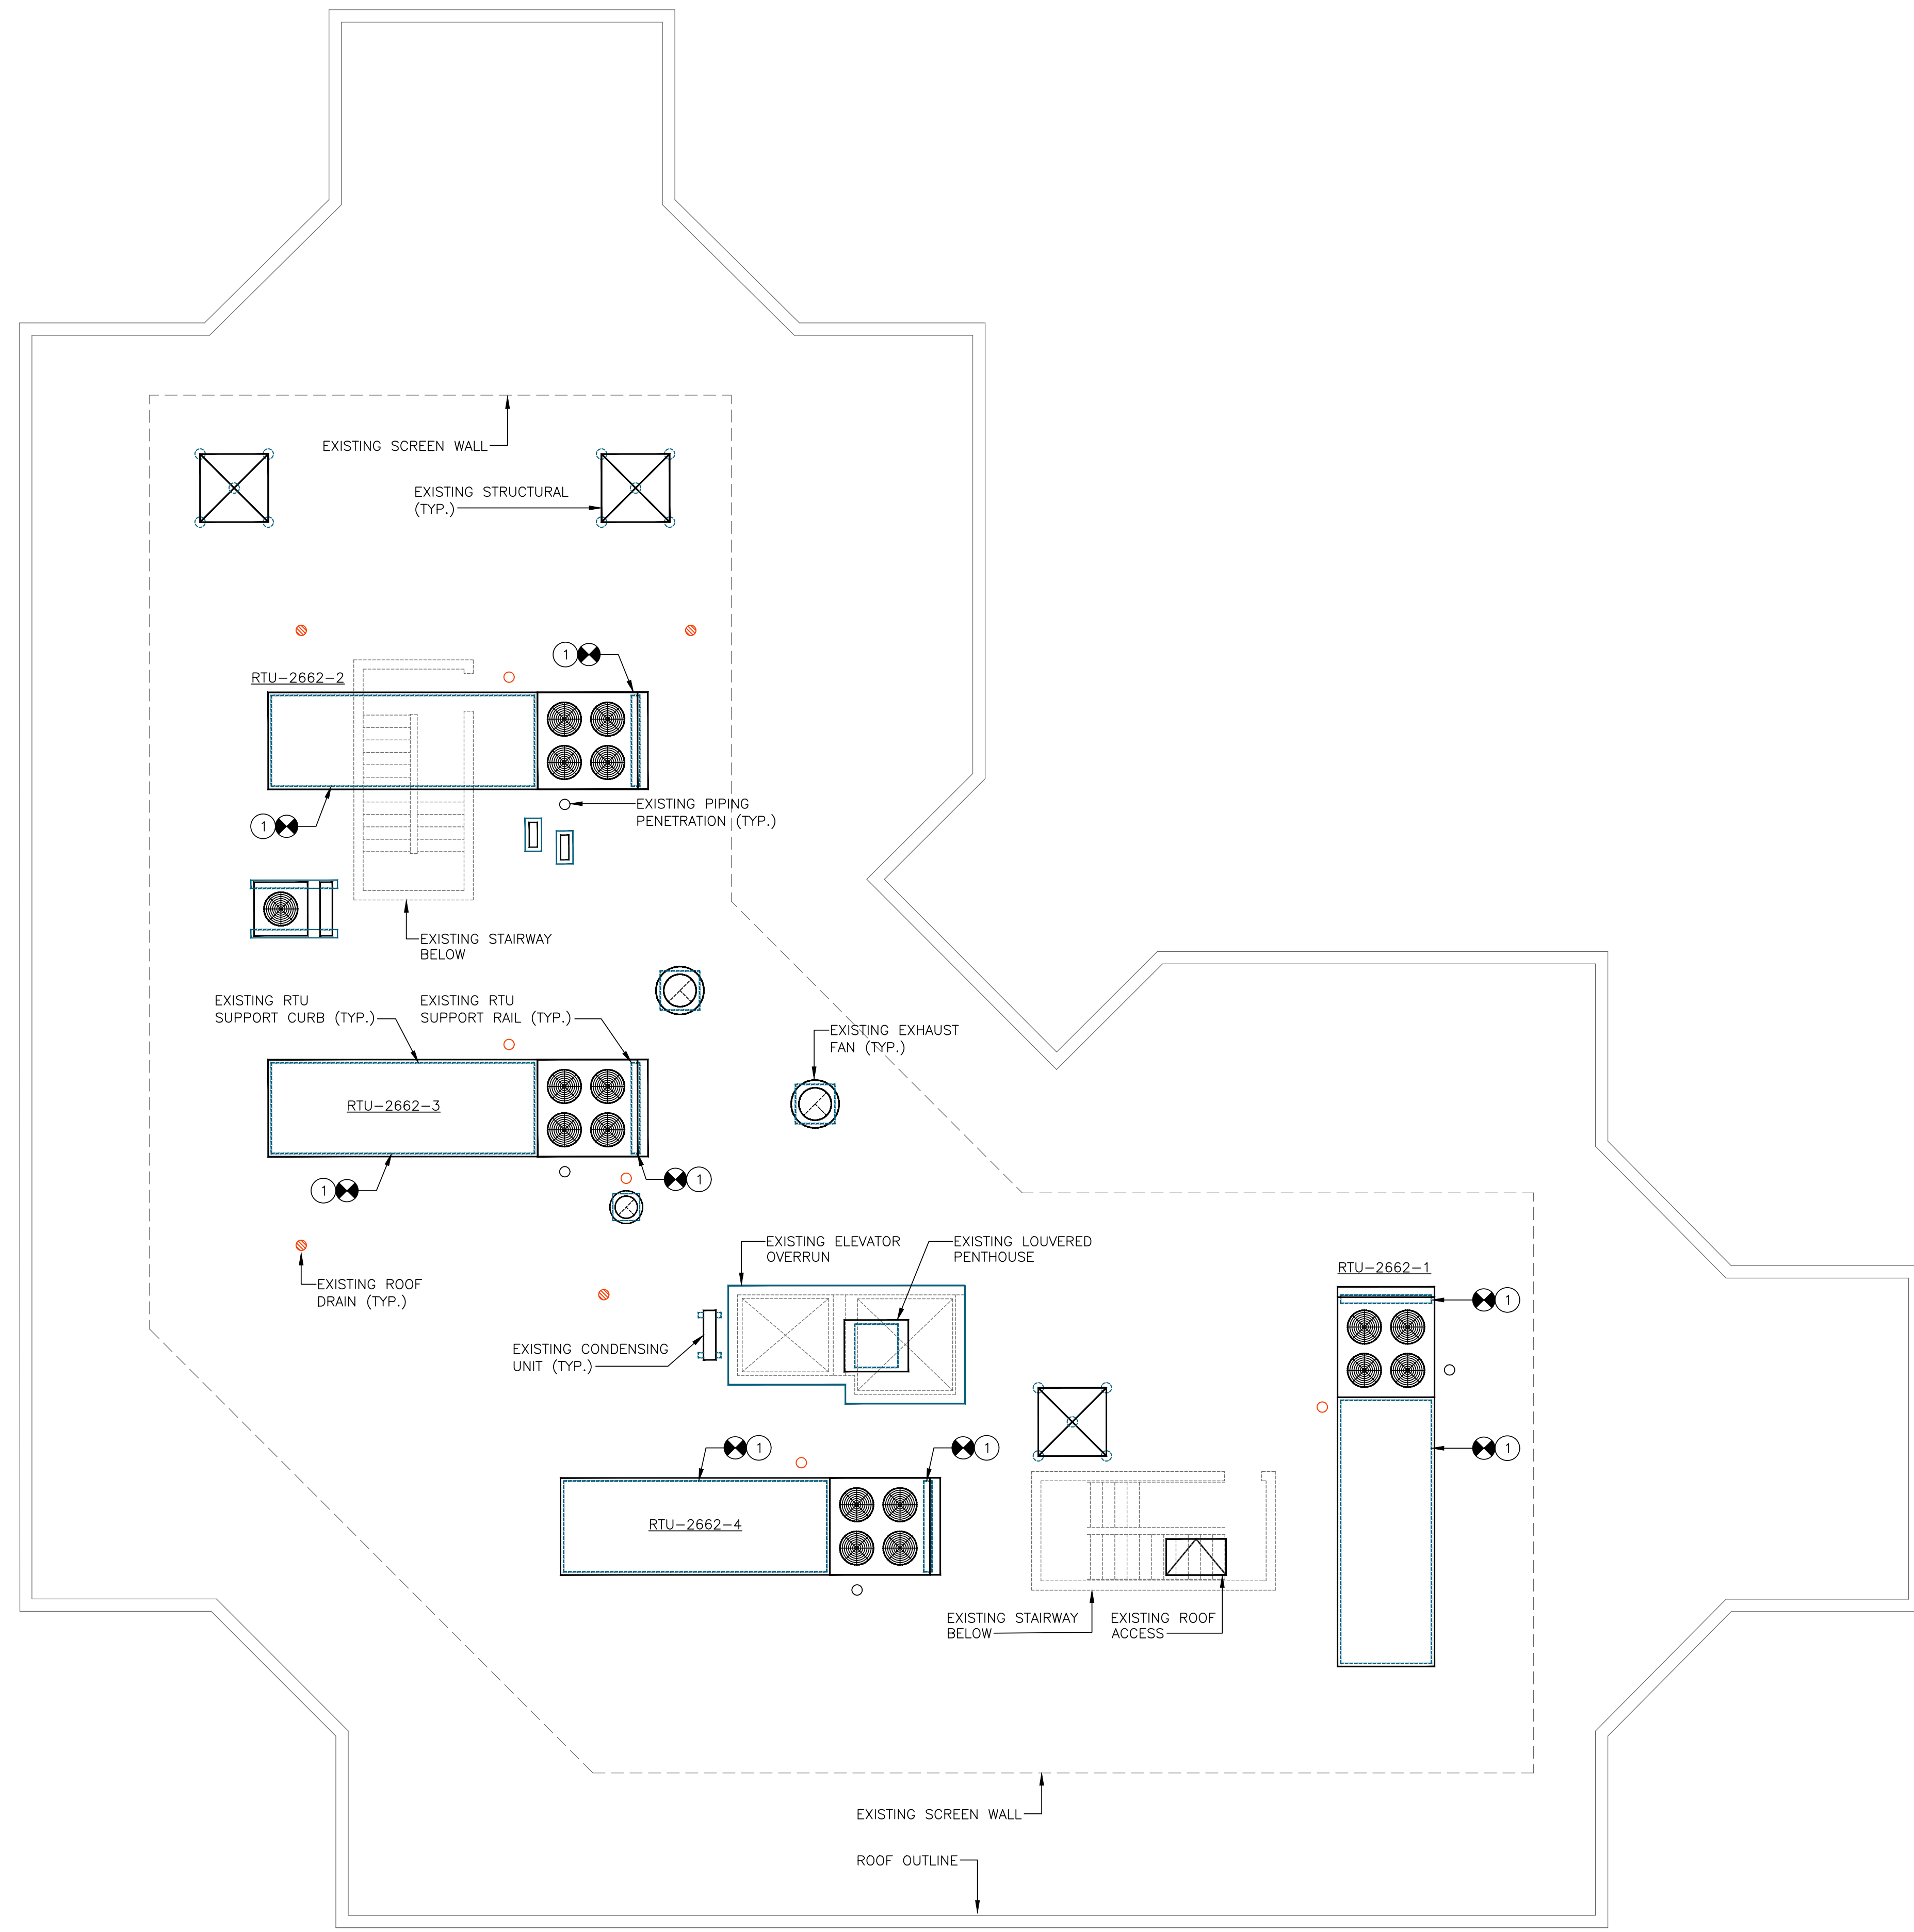 EXISTING SCREEN WALL
EXISTING STRUCTURAL
(TYP.)
1
RTU-2662-2
EXISTING PIPING
PENETRATION (TYP.)
1
EXISTING STAIRWAY
BELOW
EXISTING RTU
SUPPORT CURB (TYP.)
EXISTING RTU
SUPPORT RAIL (TYP.)
EXISTING EXHAUST
FAN (TYP.)
RTU-2662-3
1
1
EXISTING ELEVATOR
OVERRUN
EXISTING LOUVERED
PENTHOUSE
RTU-2662-1
EXISTING ROOF
DRAIN (TYP.)
1
EXISTING CONDENSING
UNIT (TYP.)
1
1
1
RTU-2662-4
EXISTING STAIRWAY
BELOW
EXISTING ROOF
ACCESS
EXISTING SCREEN WALL
ROOF OUTLINE